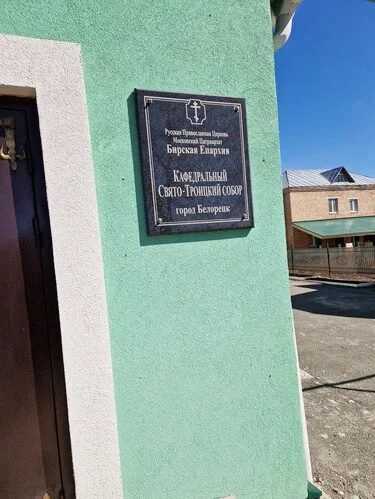 Русская Православная Церковь
Московский Патриархат
Бирская Епархия
Кафедральный
Свято-Троицкий собор
город Белорецк